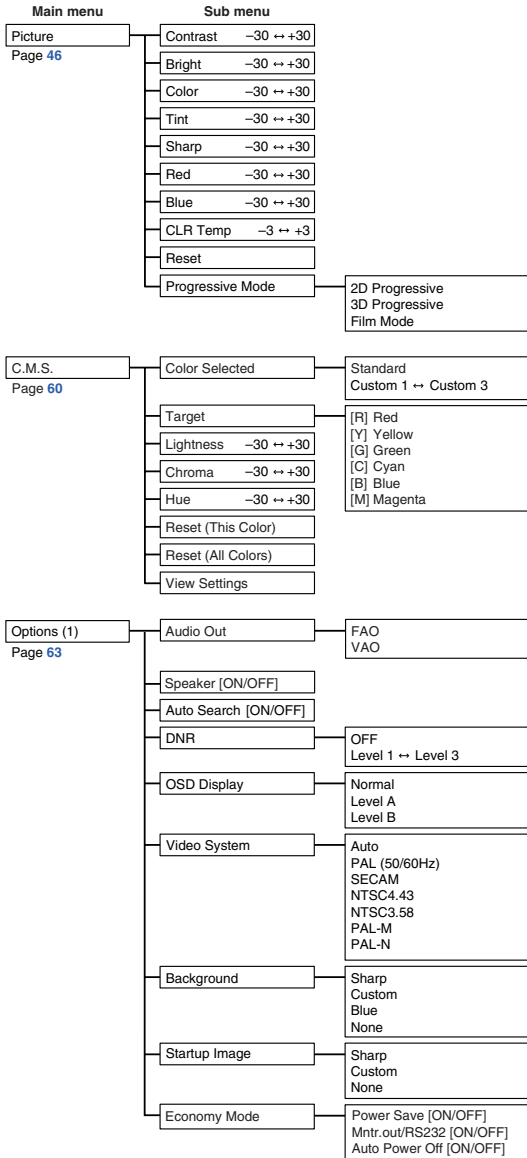 Main menu Sub menu
Picture
Page 46
Contrast –30 ↔ +30
Bright –30 ↔ +30
Color –30 ↔ +30
Tint –30 ↔ +30
Sharp –30 ↔ +30
Red –30 ↔ +30
Blue –30 ↔ +30
CLR Temp –3 ↔ +3
Reset
Progressive Mode
2D Progressive
3D Progressive
Film Mode
C.M.S.
Page 60
Color Selected
Standard
Custom 1 ↔ Custom 3
Target
[R] Red
[Y] Yellow
[G] Green
[C] Cyan
[B] Blue
[M] Magenta
Lightness –30 ↔ +30
Chroma –30 ↔ +30
Hue –30 ↔ +30
Reset (This Color)
Reset (All Colors)
View Settings
Options (1)
Page 63
Audio Out
FAO
VAO
Speaker [ON/OFF]
Auto Search [ON/OFF]
DNR
OFF
Level 1 ↔ Level 3
OSD Display
Normal
Level A
Level B
Video System
Auto
PAL (50/60Hz)
SECAM
NTSC4.43
NTSC3.58
PAL-M
PAL-N
Background
Sharp
Custom
Blue
None
Startup Image
Sharp
Custom
None
Economy Mode
Power Save [ON/OFF]
Mntr.out/RS232 [ON/OFF]
Auto Power Off [ON/OFF]